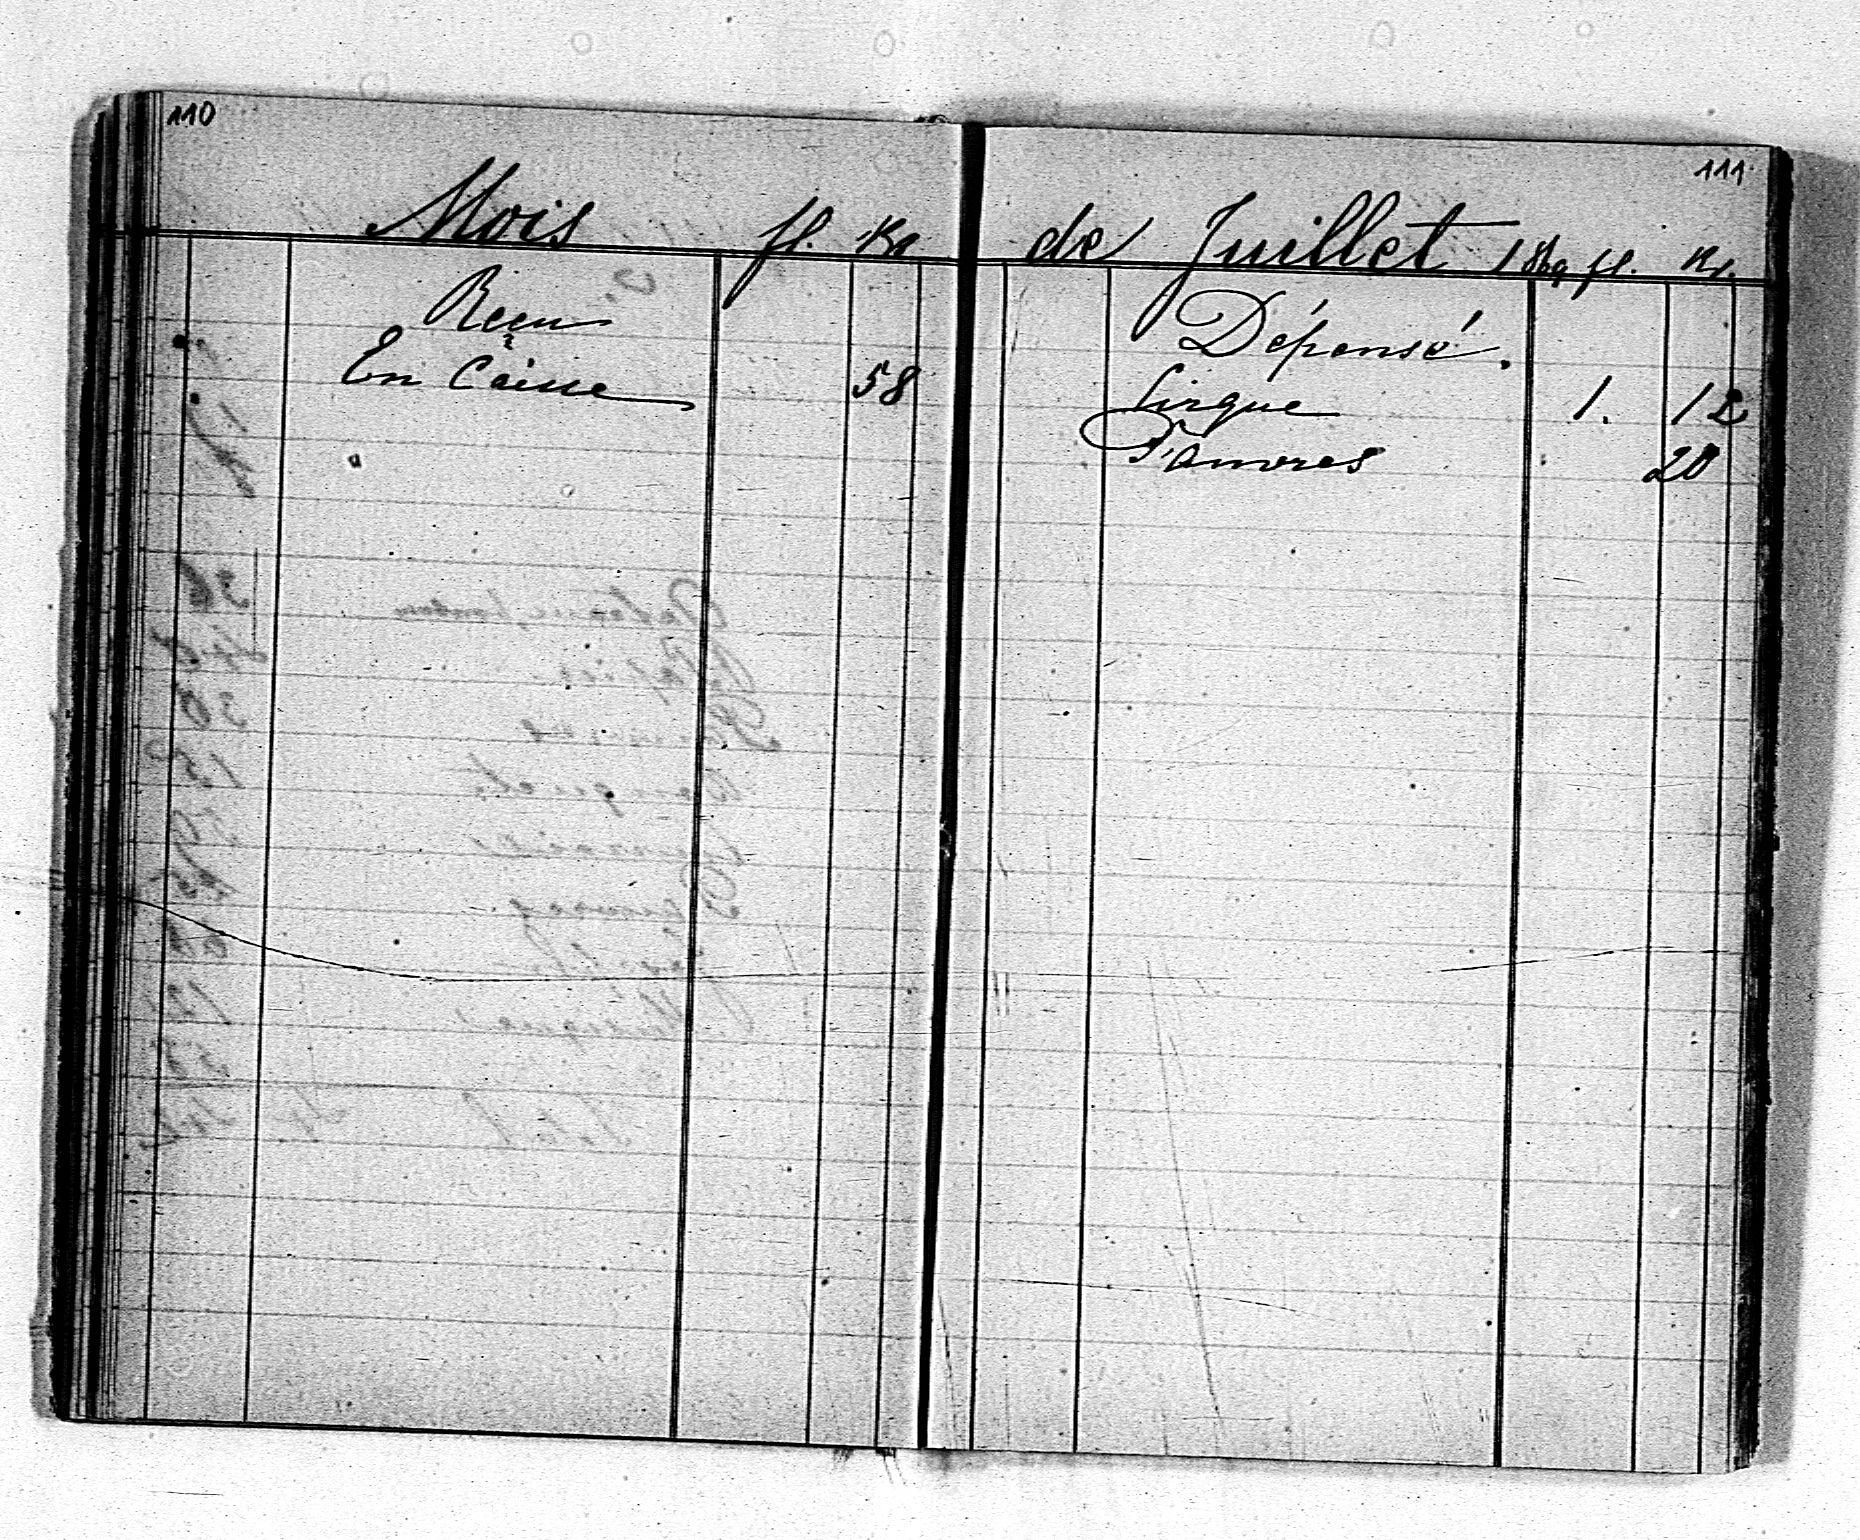 110
Mois fl. Kr
Reçu
En Caisse 58
111
de Juillet fl. Kr.
Dépensé.
Cirque 1. 12
Pauvres 20